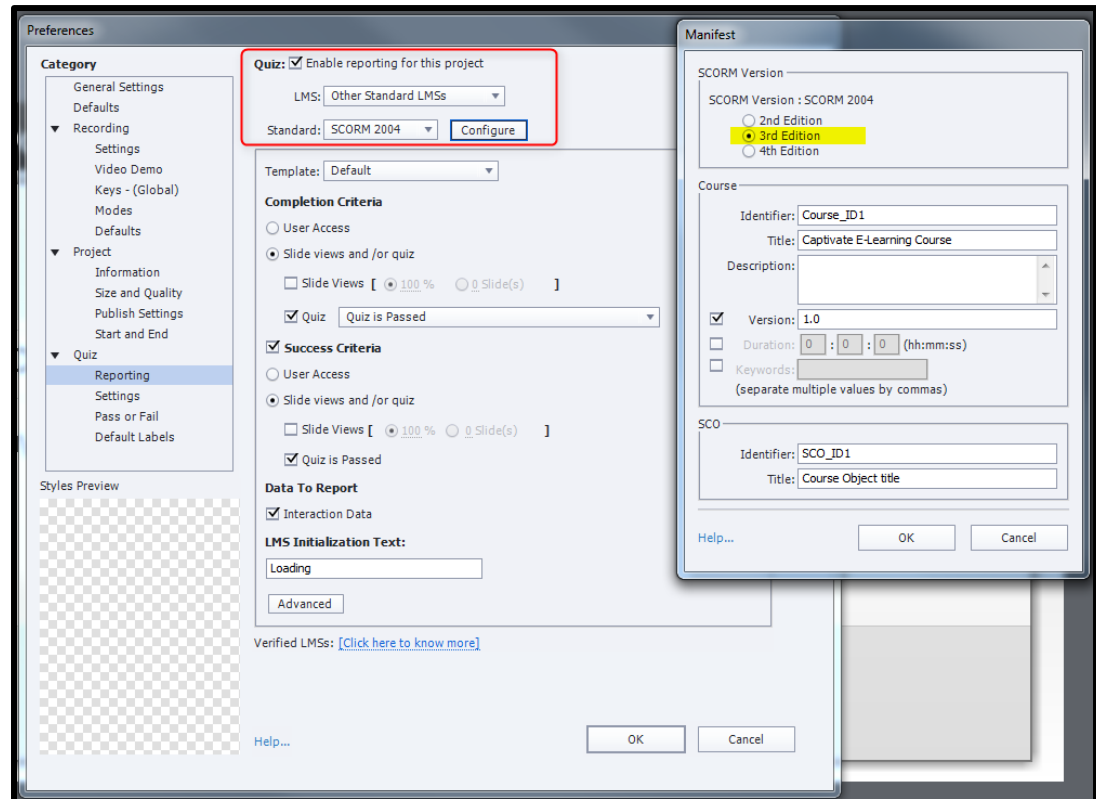 Preferences
Category
General Settings
Defaults
Recording
Settings
Video Demo
Keys - (Global)
Modes
Defaults
Project
Information
Size and Quality
Publish Settings
Start and End
Quiz
Reporting
Settings
Pass or Fail
Default Labels
Styles Preview
Quiz: Enable reporting for this project
LMS: Other Standard LMSs
Standard: SCORM 2004 Configure
Template: Default
Completion Criteria
User Access
Slide views and /or quiz
Slide Views [ 100 % 0 Slide(s) ]
Quiz Quiz is Passed
Success Criteria
User Access
Slide views and /or quiz
Slide Views [ 100 % 0 Slide(s) ]
Quiz is Passed
Data To Report
Interaction Data
LMS Initialization Text:
Loading
Advanced
Verified LMSs: [Click here to know more]
Help... OK Cancel
Manifest
SCORM Version
SCORM Version : SCORM 2004
2nd Edition
3rd Edition
4th Edition
Course
Identifier: Course_ID1
Title: Captivate E-Learning Course
Description:
Version: 1.0
Duration: 0 : 0 : 0 (hh:mm:ss)
Keywords:
(separate multiple values by commas)
SCO
Identifier: SCO_ID1
Title: Course Object title
Help... OK Cancel